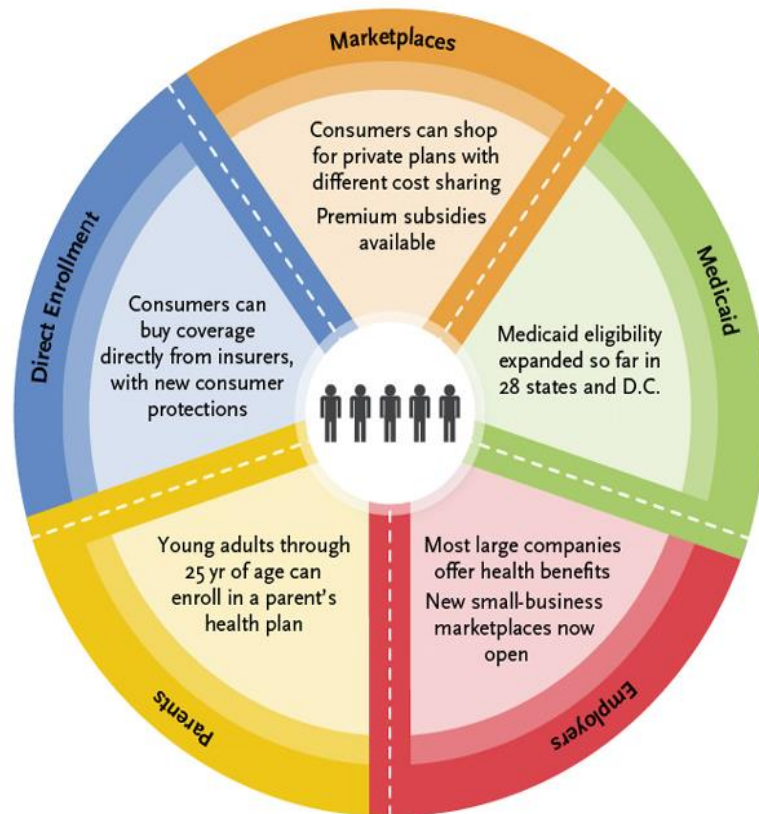 Marketplaces
Consumers can shop
for private plans with
different cost sharing
Premium subsidies
available
Medicaid
Medicaid eligibility
expanded so far in
28 states and D.C.
Employers
Most large companies
offer health benefits
New small-business
marketplaces now
open
Parents
Young adults through
25 yr of age can
enroll in a parent's
health plan
Direct Enrollment
Consumers can
buy coverage
directly from insurers,
with new consumer
protections